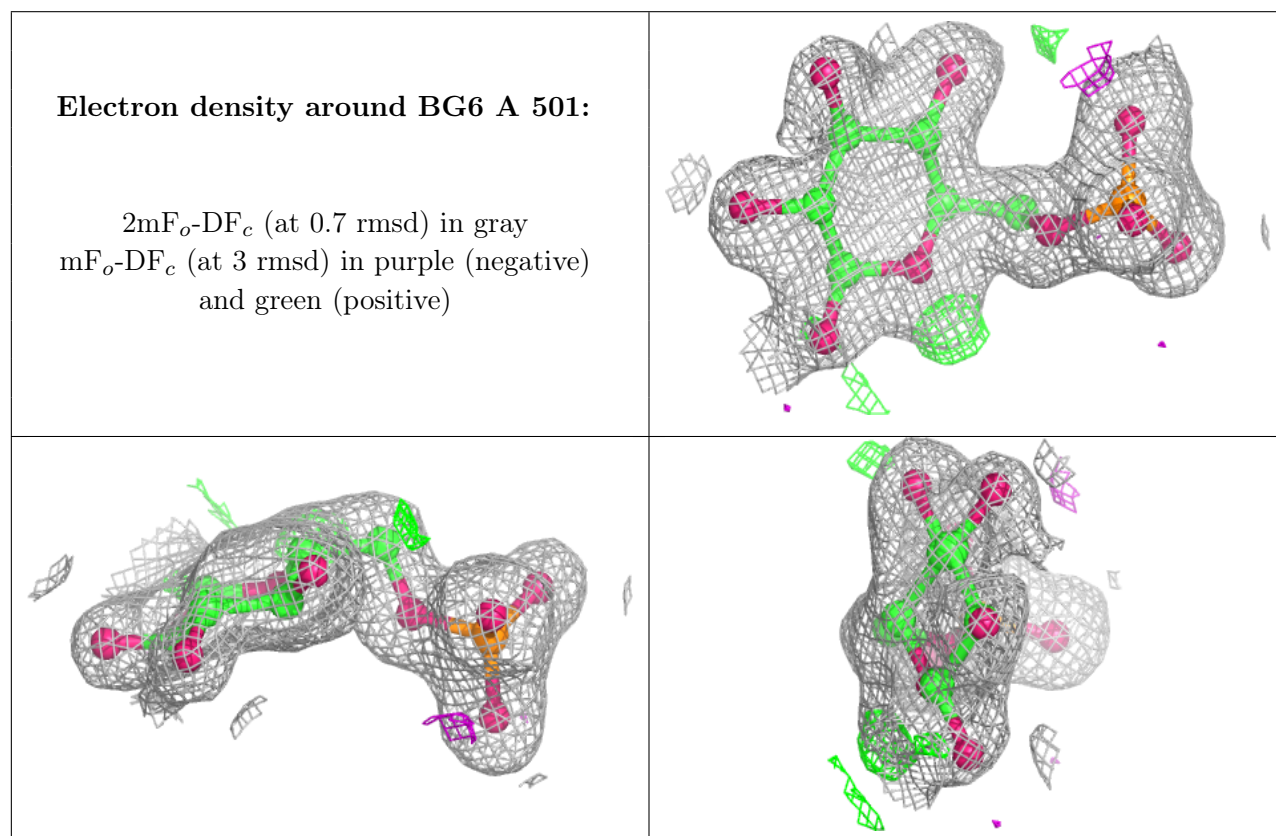 Electron density around BG6 A 501:
2mFo-DFc (at 0.7 rmsd) in gray
mFo-DFc (at 3 rmsd) in purple (negative)
and green (positive)